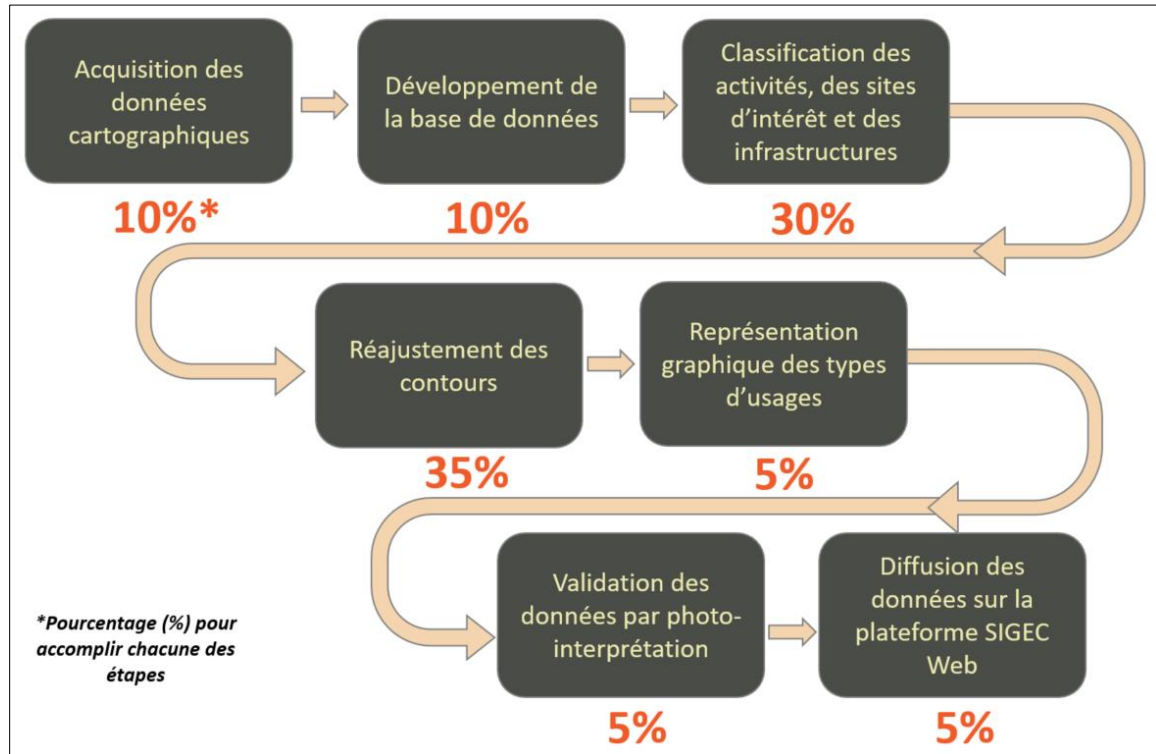 Acquisition des
données
cartographiques
10%*
Développement de
la base de données
10%
Classification des
activités, des sites
d’intérêt et des
infrastructures
30%
Réajustement des
contours
35%
Représentation
graphique des types
d’usages
5%
Validation des
données par photo-
interprétation
5%
Diffusion des
données sur la
plateforme SIGEC
Web
5%
*Pourcentage (%) pour
accomplir chacune des
étapes